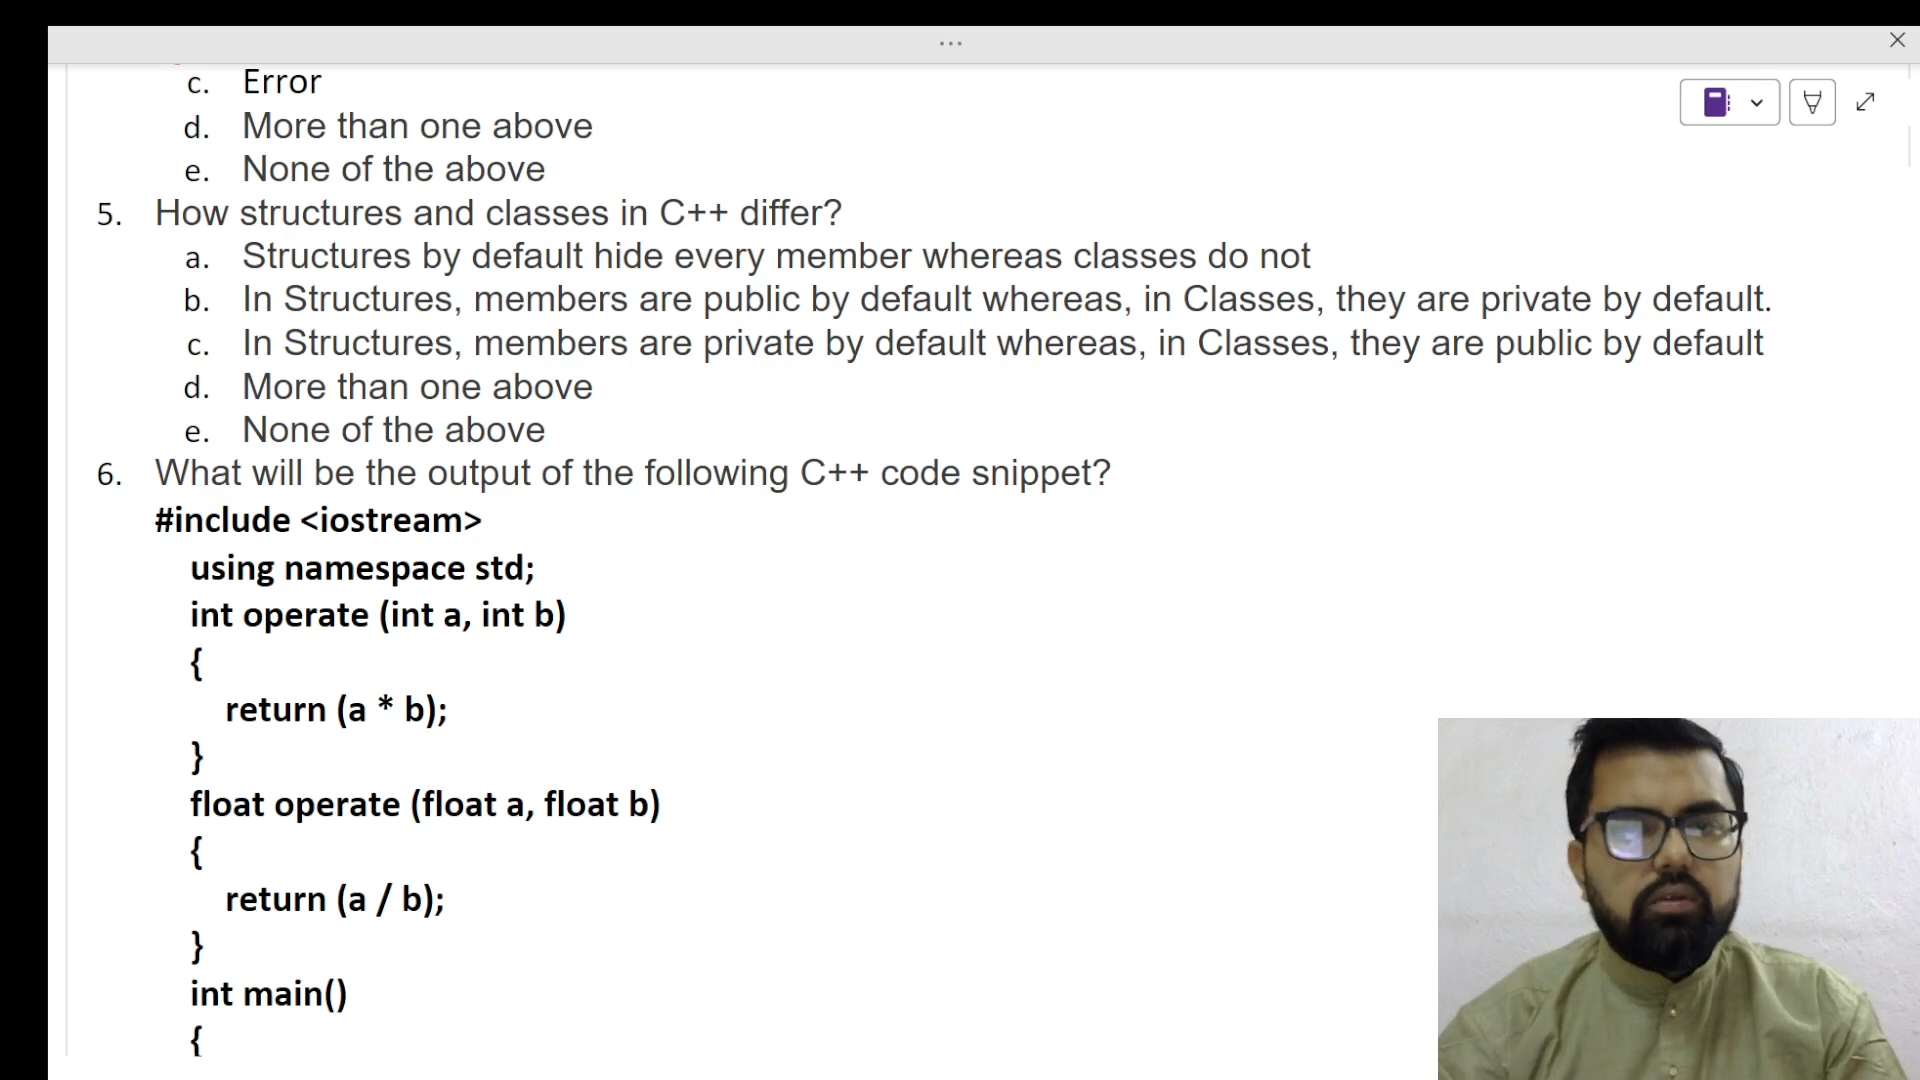 c. Error
d. More than one above
e. None of the above
5. How structures and classes in C++ differ?
a. Structures by default hide every member whereas classes do not
b. In Structures, members are public by default whereas, in Classes, they are private by default.
c. In Structures, members are private by default whereas, in Classes, they are public by default
d. More than one above
e. None of the above
6. What will be the output of the following C++ code snippet?
#include <iostream>
using namespace std;
int operate (int a, int b)
{
return (a * b);
}
float operate (float a, float b)
{
return (a / b);
}
int main()
{